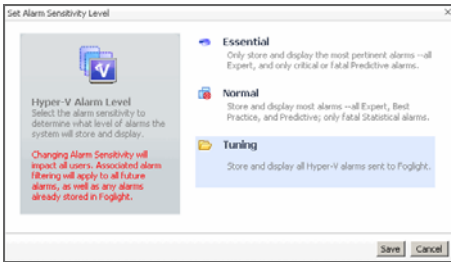 Set Alarm Sensitivity Level
Hyper-V Alarm Level
Select the alarm sensitivity to
determine what level of alarms the
system will store and display.
Changing Alarm Sensitivity will
impact all users. Associated alarm
filtering will apply to all future
alarms, as well as any alarms
already stored in Foglight.
Essential
Only store and display the most pertinent alarms --all
Expert, and only critical or fatal Predictive alarms.
Normal
Store and display most alarms --all Expert, Best
Practice, and Predictive; only fatal Statistical alarms.
Tuning
Store and display all Hyper-V alarms sent to Foglight.
Save Cancel